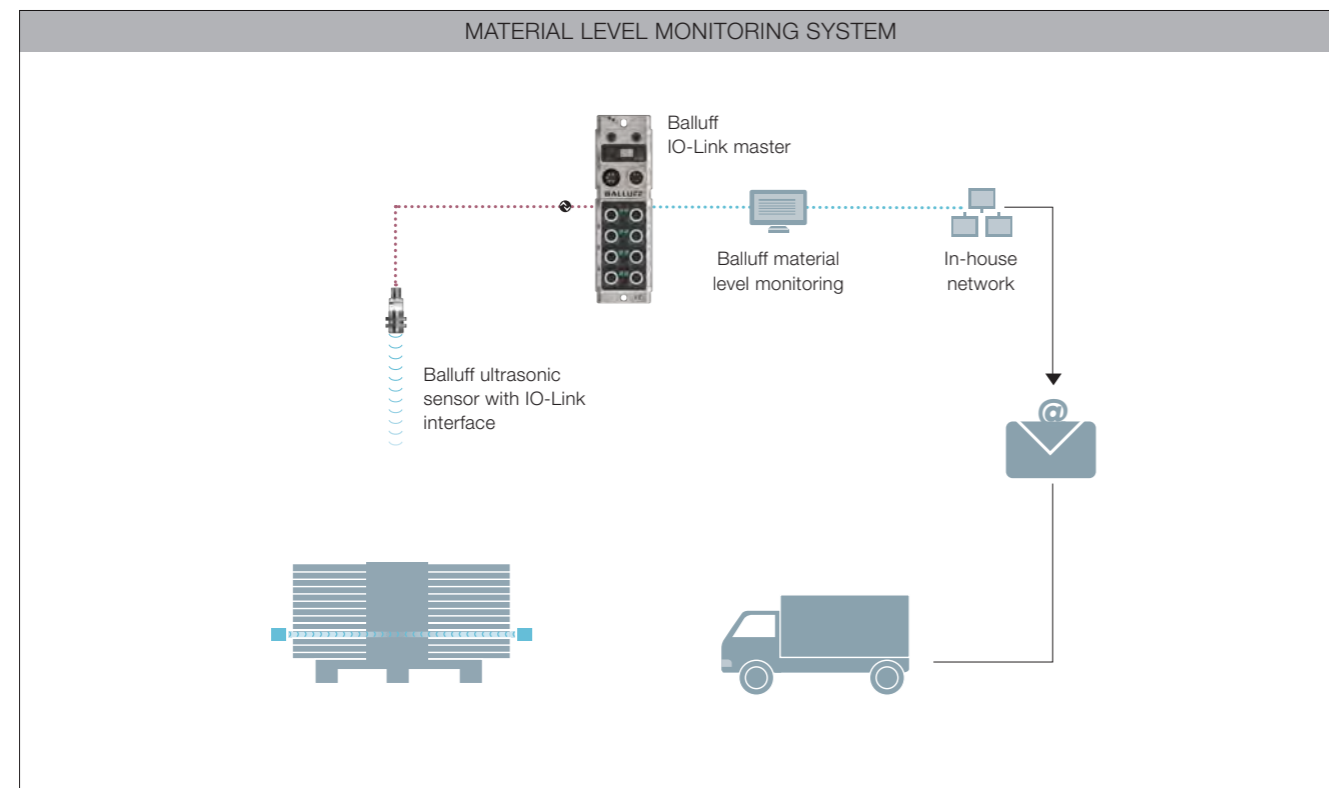 MATERIAL LEVEL MONITORING SYSTEM
Balluff
IO-Link master
BALLUFF
Balluff material
level monitoring
In-house
network
Balluff ultrasonic
sensor with IO-Link
interface
@